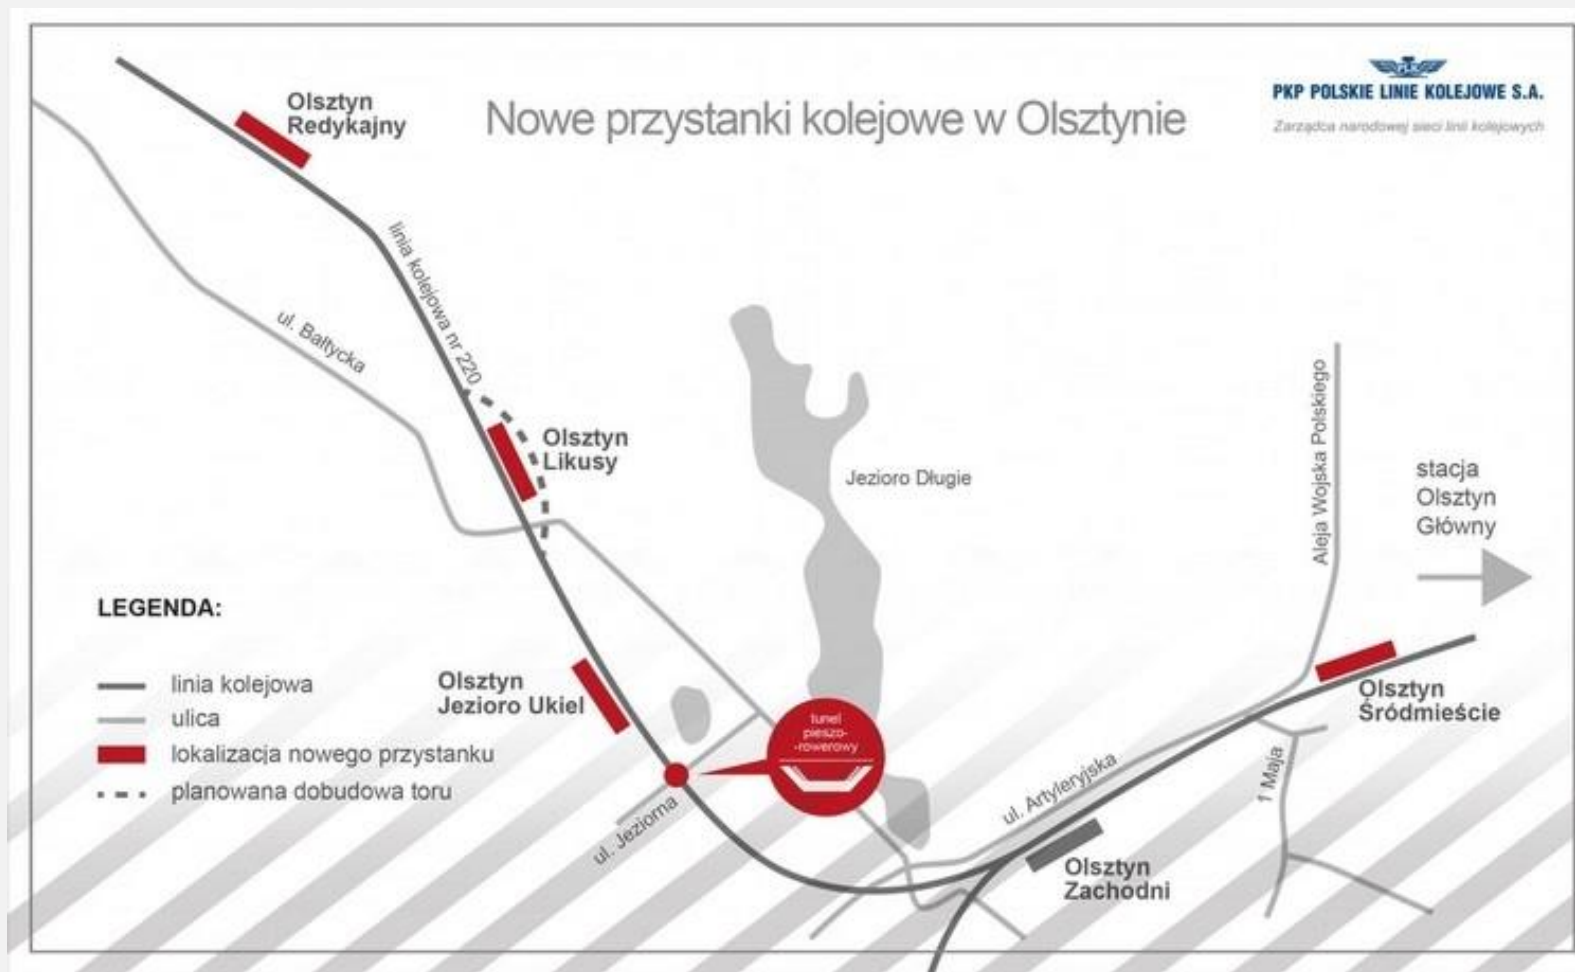 Olsztyn
Redykajny
Nowe przystanki kolejowe w Olsztynie
PLK
PKP POLSKIE LINIE KOLEJOWE S.A.
Zarządca narodowej sieci linii kolejowych
linia kolejowa nr 220
ul. Bałtycka
Olsztyn
Likusy
Jezioro Długie
Aleja Wojska Polskiego
stacja
Olsztyn
Główny
LEGENDA:
linia kolejowa
ulica
lokalizacja nowego przystanku
planowana dobudowa toru
Olsztyn
Jezioro Ukiel
tunel
pieszo-
-rowerowy
ul. Jeziorna
ul. Artyleryjska
1 Maja
Olsztyn
Śródmieście
Olsztyn
Zachodni